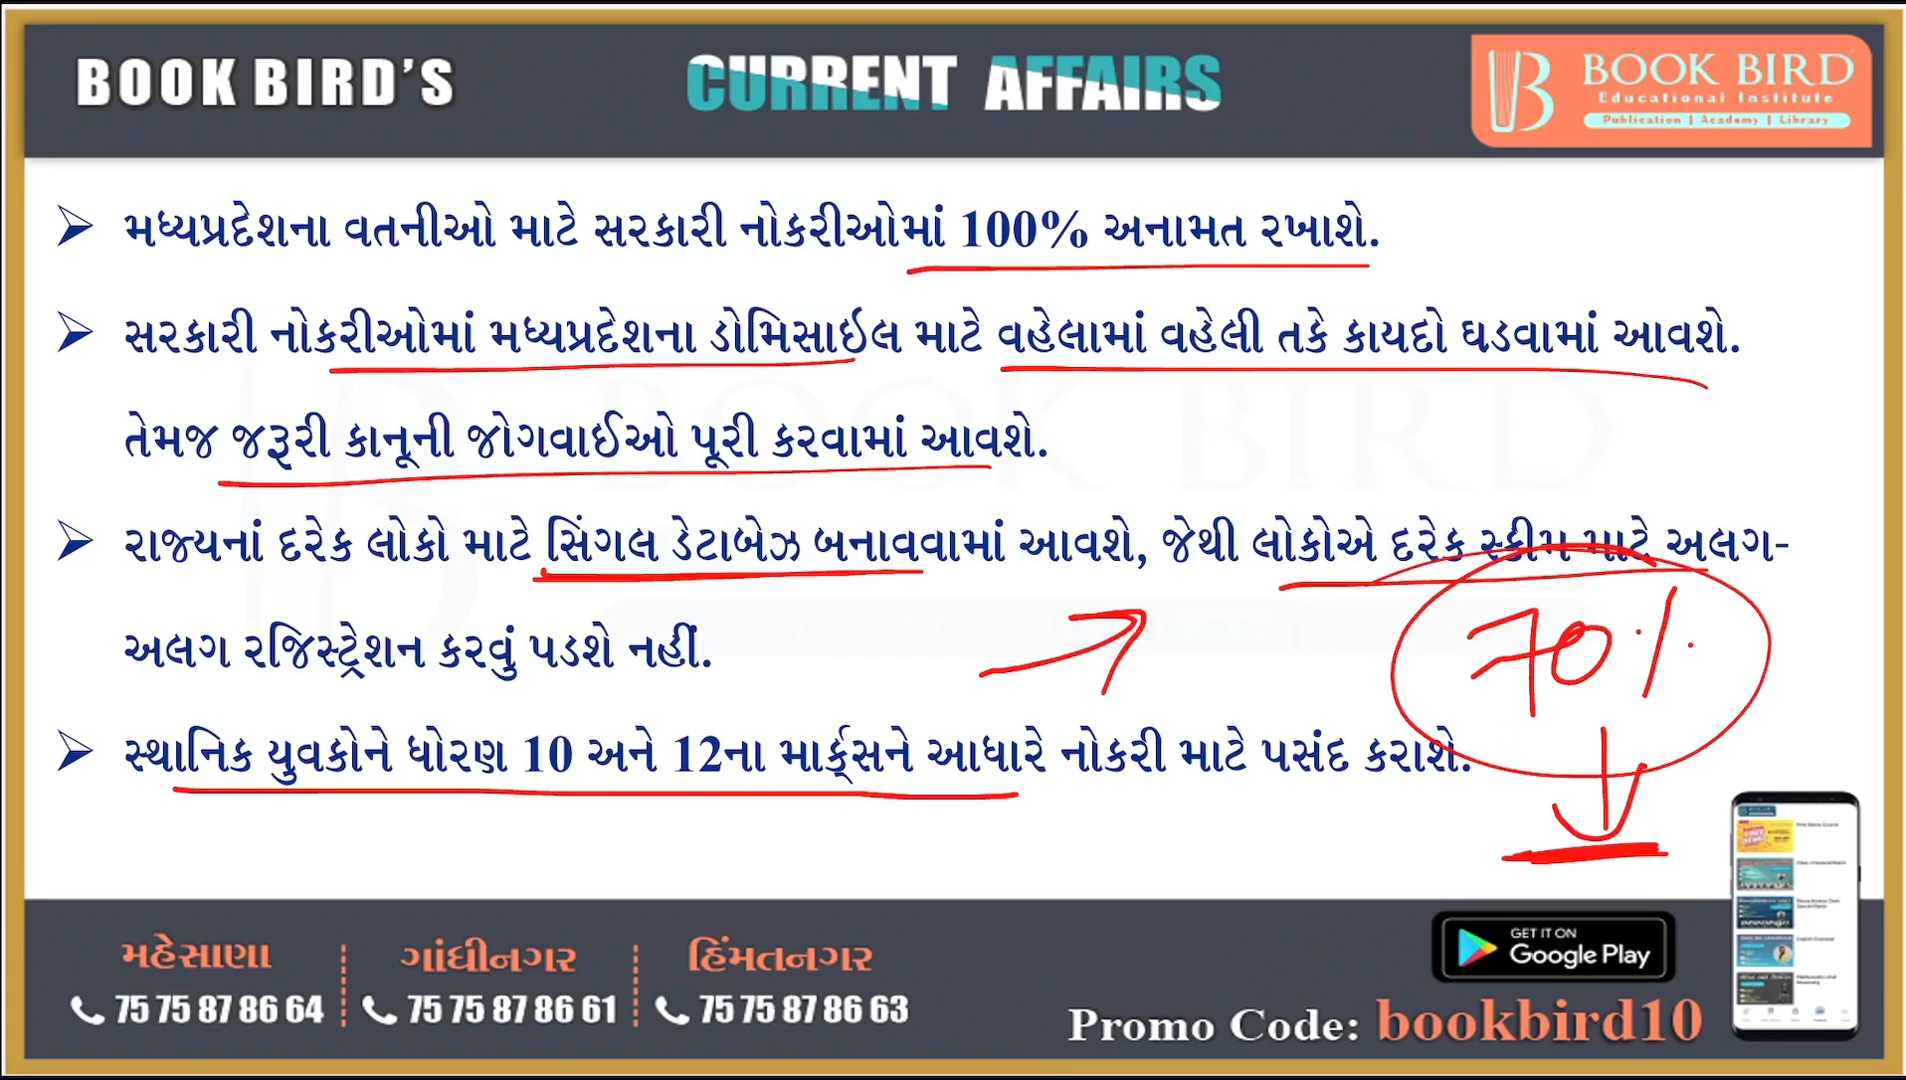 BOOK BIRD'S
CURRENT AFFAIRS
BOOK BIRD
Educational Institute
Publication | Academy | Library
મધ્યપ્રદેશના વતનીઓ માટે સરકારી નોકરીઓમાં 100% અનામત રખાશે.
સરકારી નોકરીઓમાં મધ્યપ્રદેશના ડોમિસાઇલ માટે વહેલામાં વહેલી તકે કાયદો ઘડવામાં આવશે.
તેમજ જરૂરી કાનૂની જોગવાઈઓ પૂરી કરવામાં આવશે.
રાજ્યનાં દરેક લોકો માટે સિંગલ ડેટાબેઝ બનાવવામાં આવશે, જેથી લોકોએ દરેક સ્કીમ માટે અલગ-
અલગ રજિસ્ટ્રેશન કરવું પડશે નહીં.
70%
સ્થાનિક યુવકોને ધોરણ 10 અને 12ના માર્ક્સને આધારે નોકરી માટે પસંદ કરાશે.
મહેસાણા
75 75 87 86 64
ગાંધીનગર
75 75 87 86 61
હિંમતનગર
75 75 87 86 63
GET IT ON
Google Play
Promo Code: bookbird10